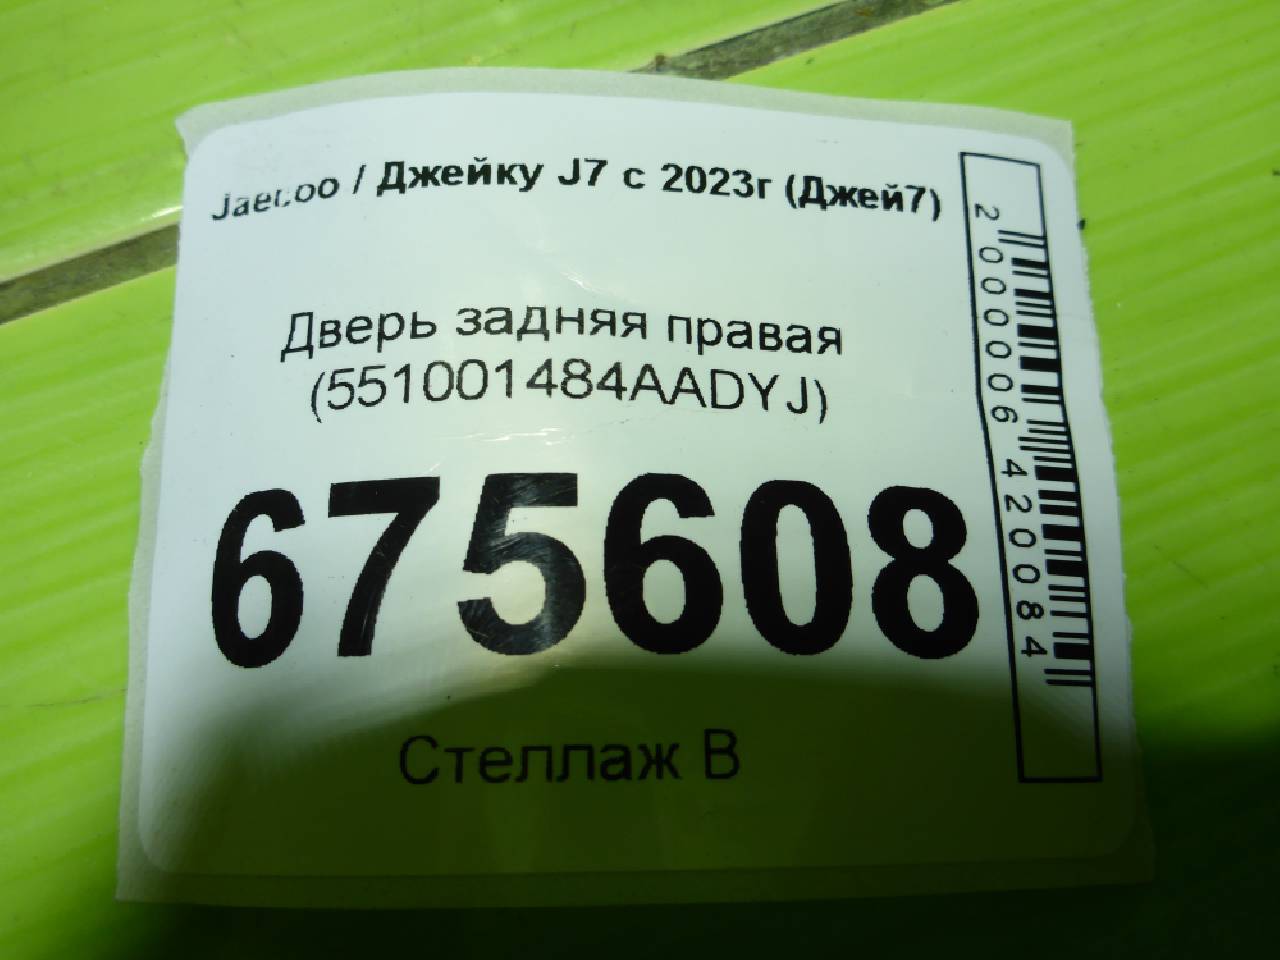 Jaecoo / Джейку J7 с 2023г (Джей7)
Дверь задняя правая
(551001484AADYJ)
675608
Стеллаж В
2000006420084